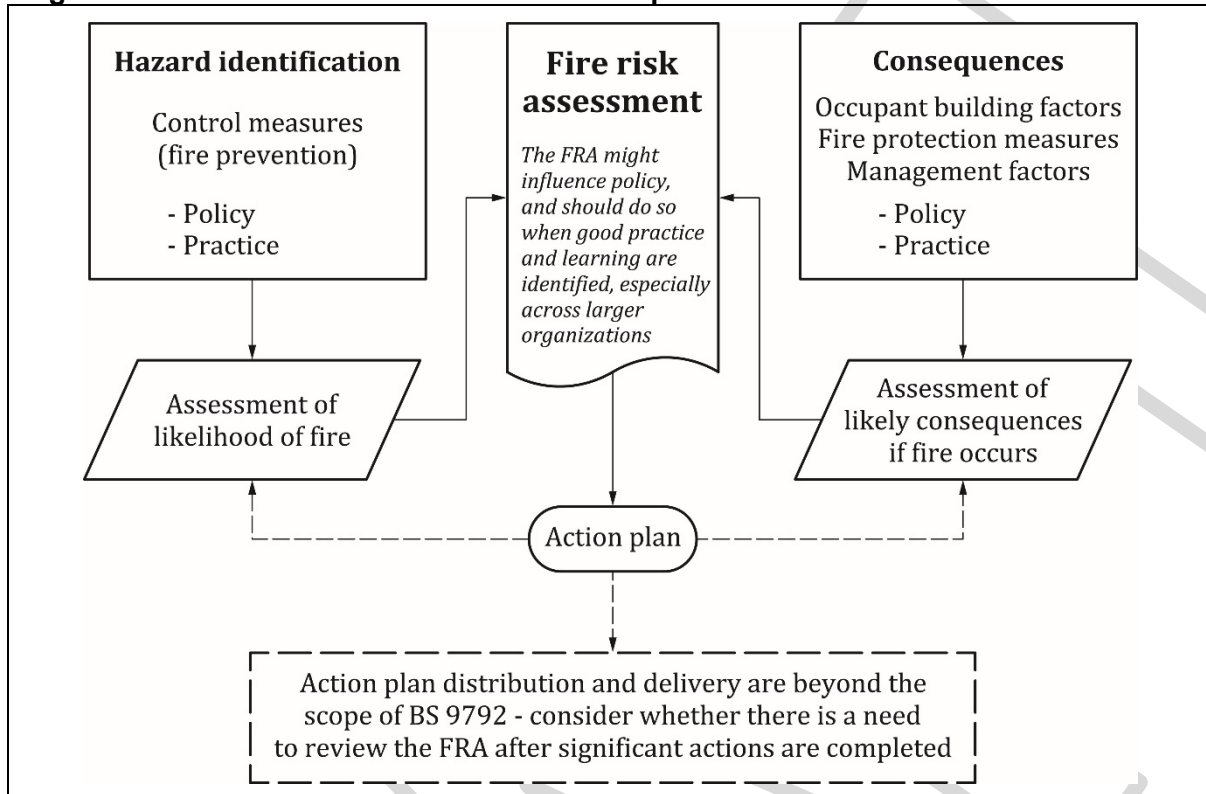 Hazard identification
Control measures
(fire prevention)
- Policy
- Practice
Fire risk
assessment
The FRA might
influence policy,
and should do so
when good practice
and learning are
identified, especially
across larger
organizations
Consequences
Occupant building factors
Fire protection measures
Management factors
- Policy
- Practice
Assessment of
likelihood of fire
Assessment of
likely consequences
if fire occurs
Action plan
Action plan distribution and delivery are beyond the
scope of BS 9792 - consider whether there is a need
to review the FRA after significant actions are completed